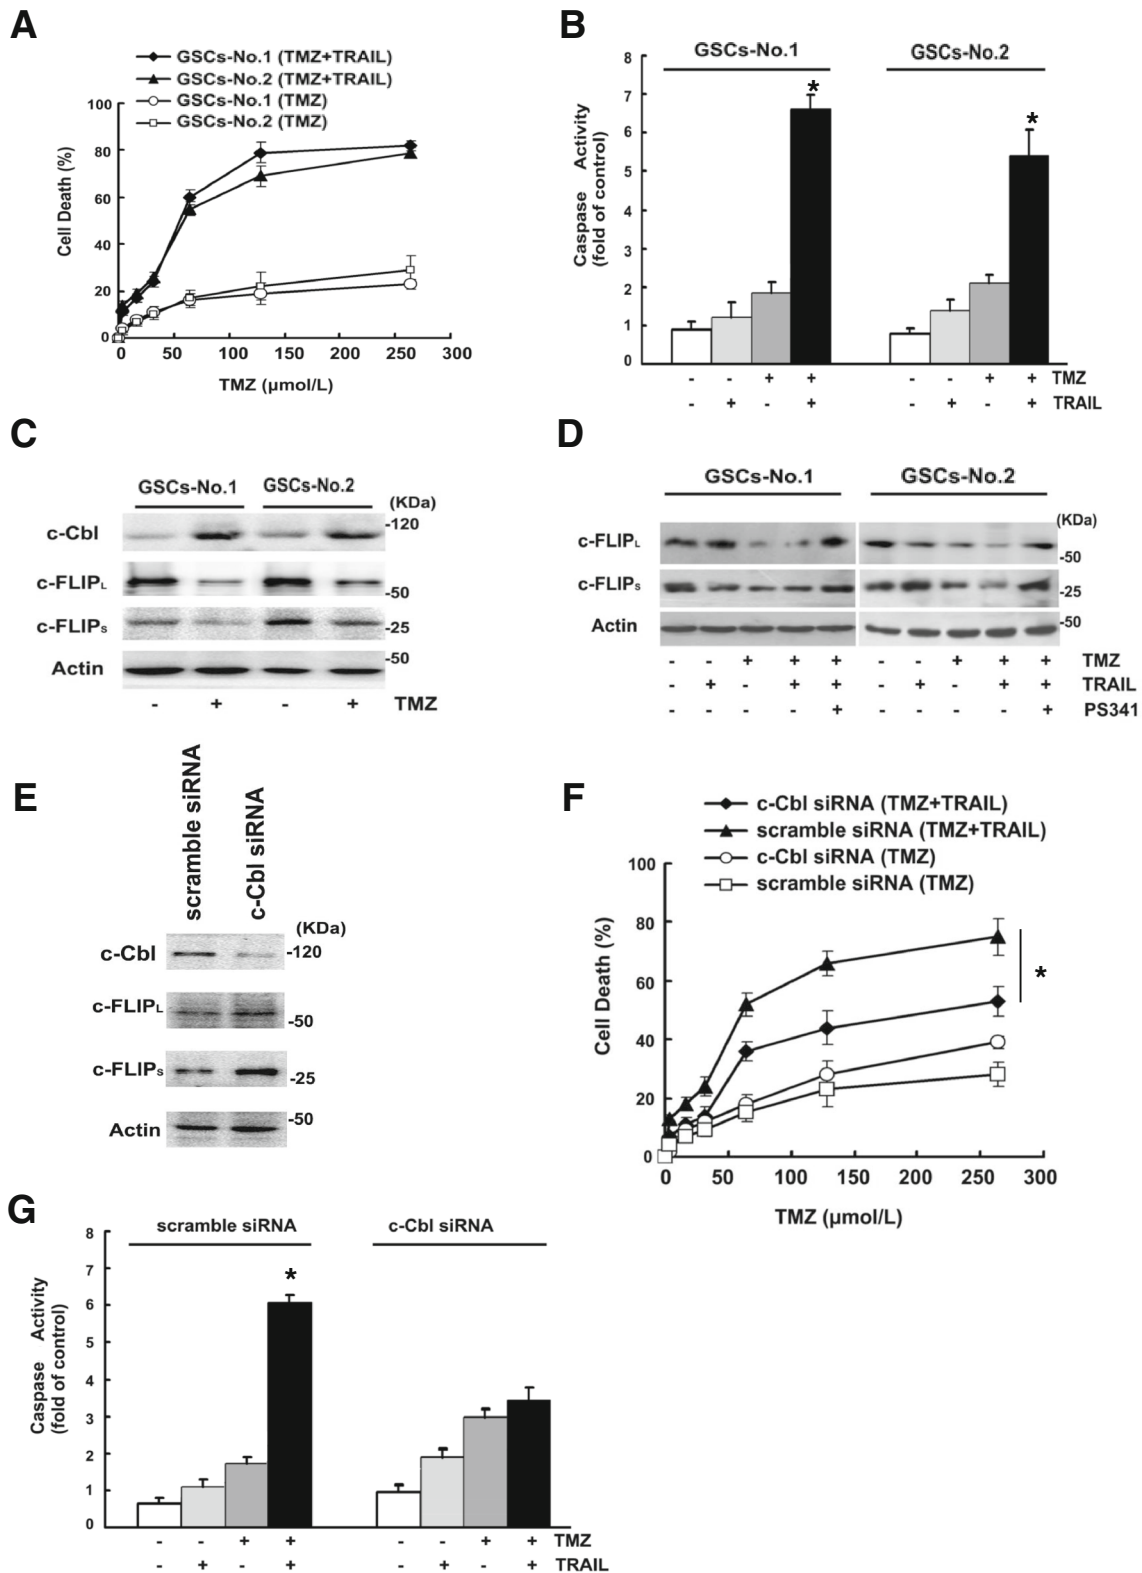 A
GSCs-No.1 (TMZ+TRAIL)
GSCs-No.2 (TMZ+TRAIL)
GSCs-No.1 (TMZ)
GSCs-No.2 (TMZ)
100
80
60
40
20
0
Cell Death (%)
0 50 100 150 200 250 300
TMZ (µmol/L)
B
GSCs-No.1 GSCs-No.2
8
7
6
5
4
3
2
1
0
Caspase Activity
(fold of control)
* *
- - + + - - + + TMZ
- + - + - + - + TRAIL
C
GSCs-No.1 GSCs-No.2
(KDa)
c-Cbl -120
c-FLIPL -50
c-FLIPS -25
Actin -50
- + - + TMZ
D
GSCs-No.1 GSCs-No.2
(KDa)
c-FLIPL -50
c-FLIPS -25
Actin -50
- - + + + - - + + + TMZ
- + - + + - + - + + TRAIL
- - - - + - - - - + PS341
E
scramble siRNA
c-Cbl siRNA
(KDa)
c-Cbl -120
c-FLIPL -50
c-FLIPS -25
Actin -50
F
c-Cbl siRNA (TMZ+TRAIL)
scramble siRNA (TMZ+TRAIL)
c-Cbl siRNA (TMZ)
scramble siRNA (TMZ)
100
80
60
40
20
0
Cell Death (%)
*
0 50 100 150 200 250 300
TMZ (µmol/L)
G
scramble siRNA c-Cbl siRNA
8
7
6
5
4
3
2
1
0
Caspase Activity
(fold of control)
*
- - + + - - + + TMZ
- + - + - + - + TRAIL